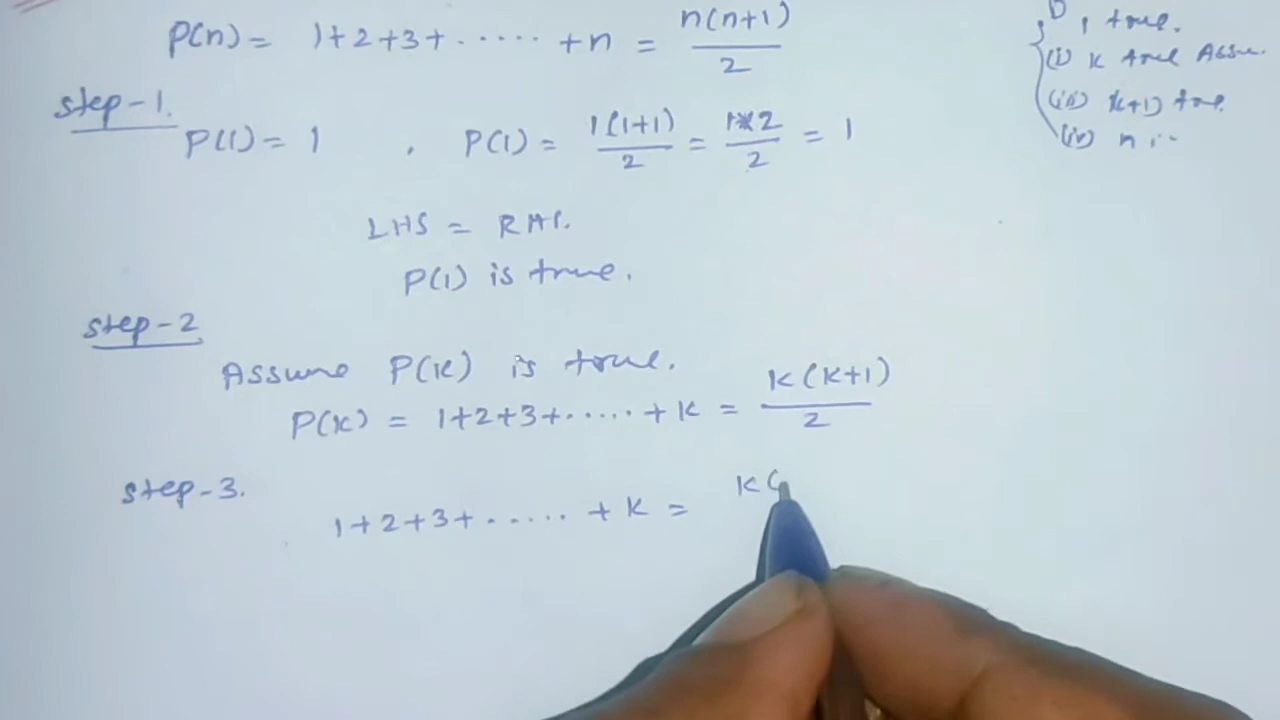 P(n) = 1+2+3+.....+n = n(n+1)/2
step-1.
P(1) = 1 , P(1) = 1(1+1)/2 = 1×2/2 = 1
LHS = RHS.
P(1) is true.
step-2
Assume P(k) is true.
P(k) = 1+2+3+.....+k = k(k+1)/2
step-3.
1+2+3+.....+k = k(
1 true.
(i) k true Assu.
(iii) k+1) true.
(iv) n